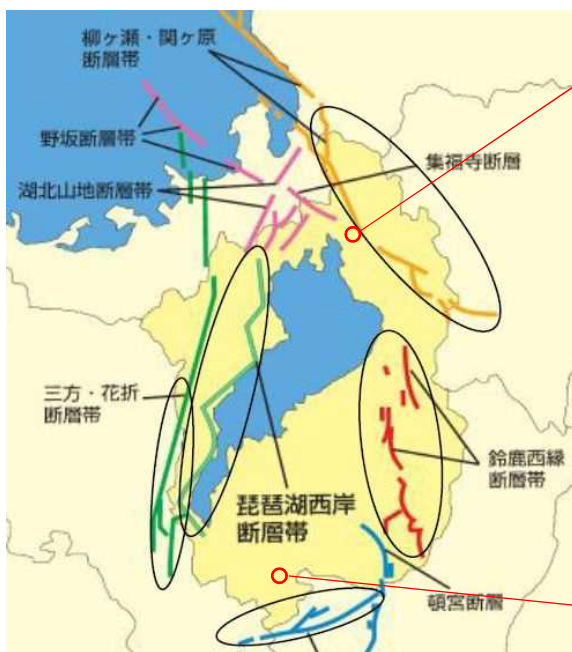 柳ヶ瀬・関ヶ原
断層帯
野坂断層帯
集福寺断層
湖北山地断層帯
三方・花折
断層帯
鈴鹿西縁
断層帯
琵琶湖西岸
断層帯
頓宮断層